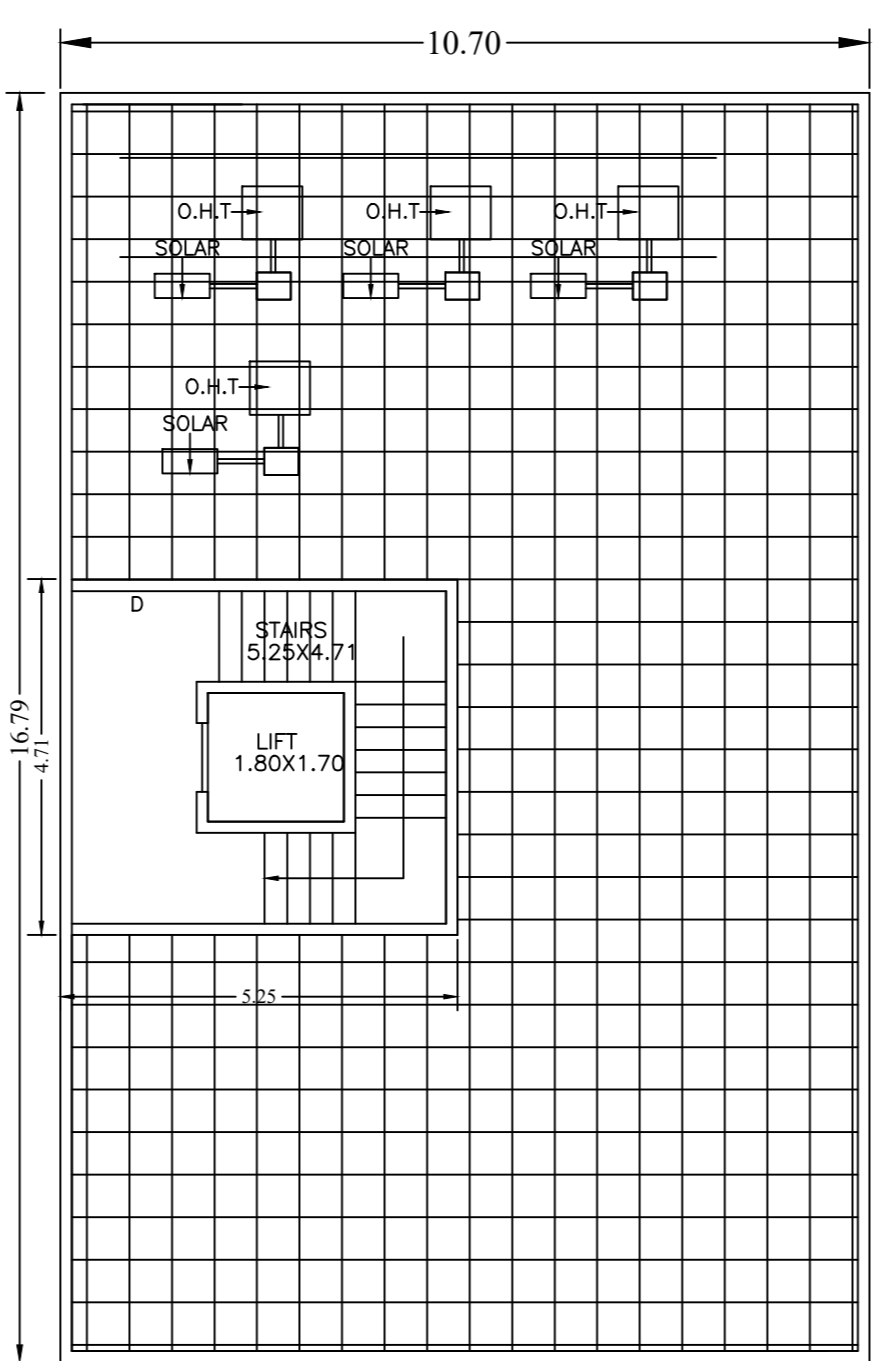 10.70
O.H.T
O.H.T
O.H.T
SOLAR
SOLAR
SOLAR
O.H.T
SOLAR
D
STAIRS
5.25X4.71
16.79
4.71
LIFT
1.80X1.70
5.25